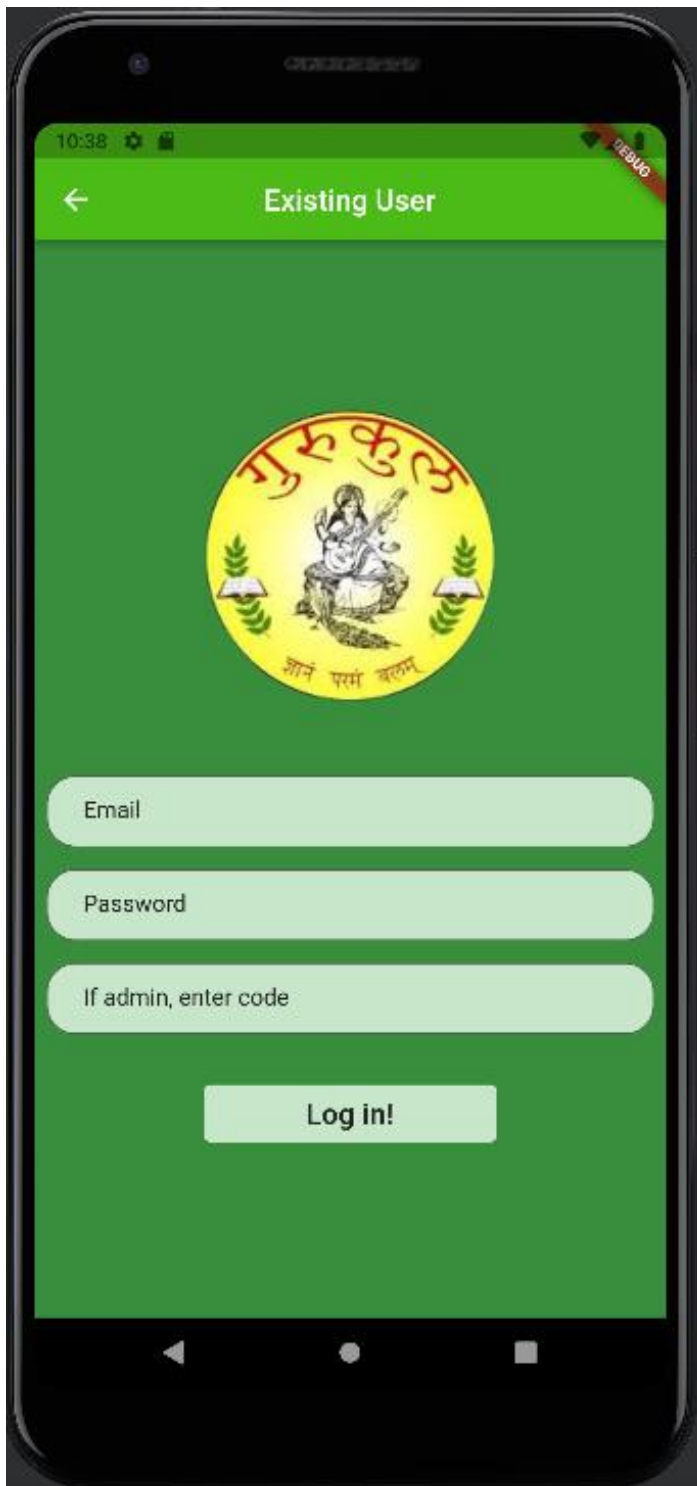 10:38
DEBUG
Existing User
गुरुकुल
ज्ञानं परमं बलम्
Email
Password
If admin, enter code
Log in!